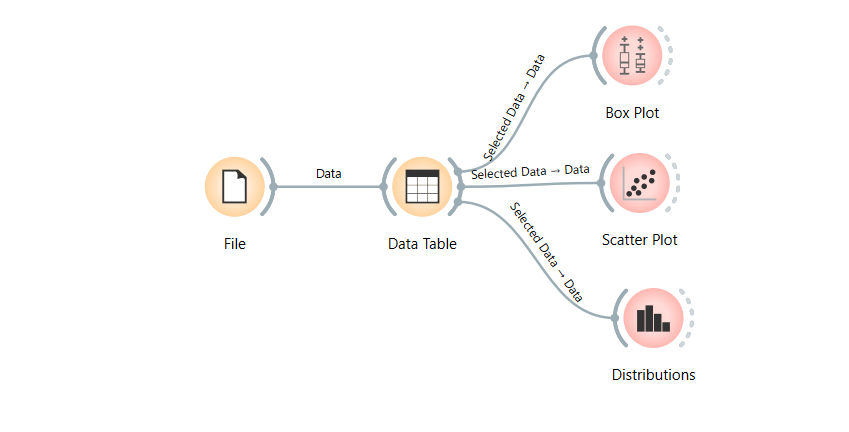 Selected Data → Data
Box Plot
Data
Selected Data → Data
File
Data Table
Scatter Plot
Selected Data → Data
Distributions